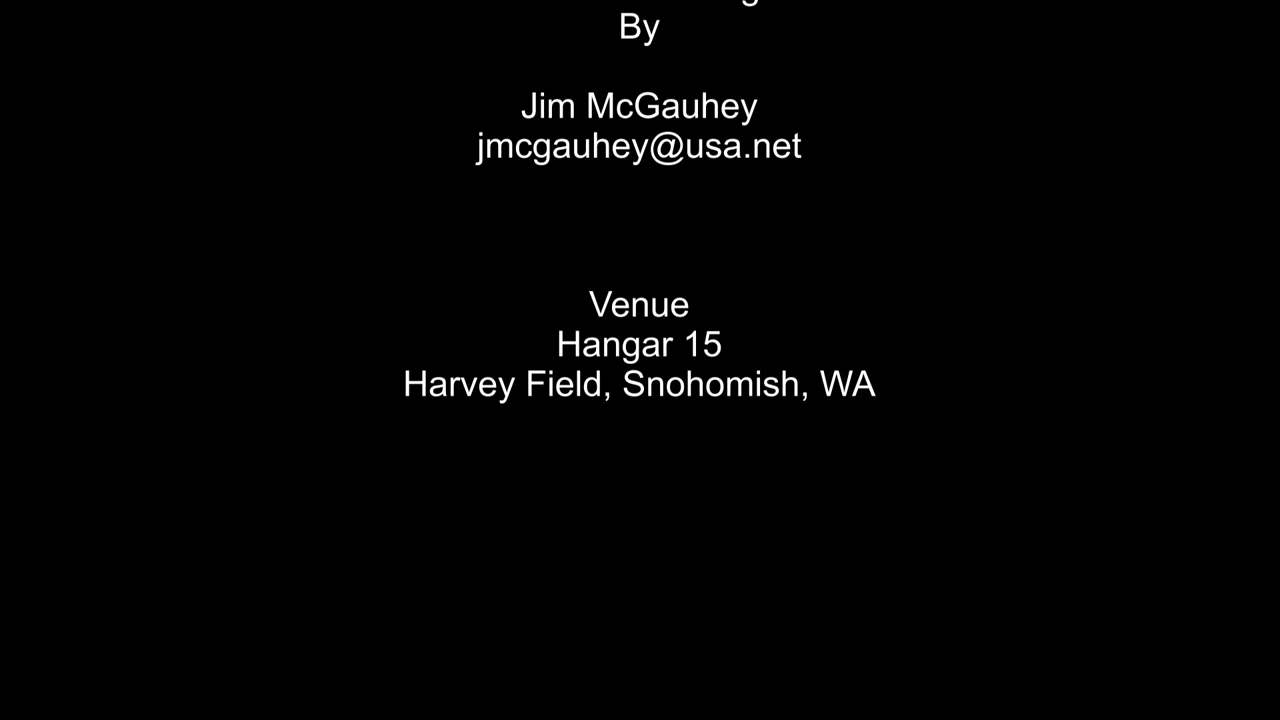 By
Jim McGauhey
jmcgauhey@usa.net
Venue
Hangar 15
Harvey Field, Snohomish, WA